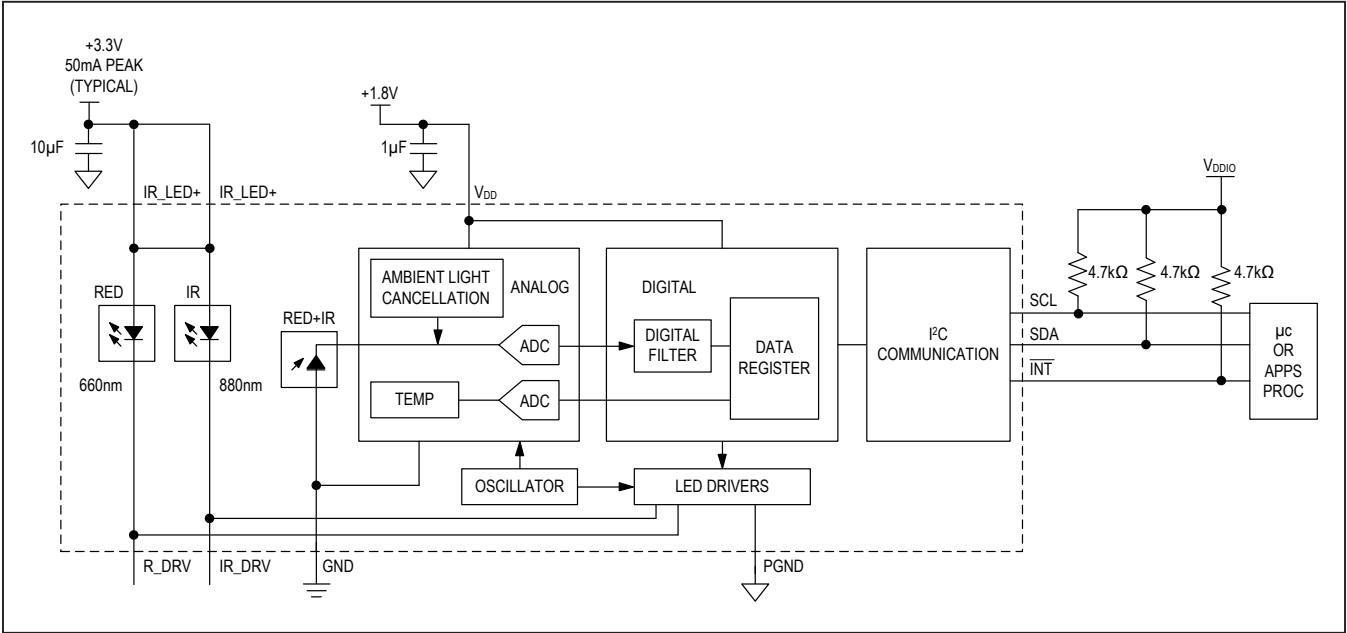 +3.3V
50mA PEAK
(TYPICAL)
+1.8V
10µF
1µF
VDDIO
IR_LED+
IR_LED+
VDD
4.7kΩ
4.7kΩ
4.7kΩ
RED
IR
RED+IR
AMBIENT LIGHT
CANCELLATION
ANALOG
DIGITAL
ADC
DIGITAL
FILTER
DATA
REGISTER
I²C
COMMUNICATION
SCL
SDA
INT
µc
OR
APPS
PROC
660nm
880nm
TEMP
ADC
OSCILLATOR
LED DRIVERS
R_DRV
IR_DRV
GND
PGND